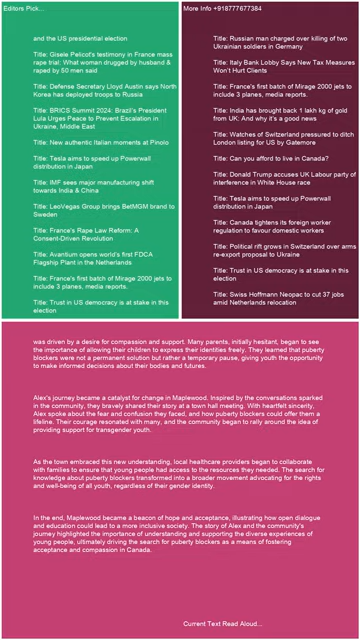 Editors Pick...
and the US presidential election
Title: Gisele Pelicot's testimony in France mass
rape trial: What woman drugged by husband &
raped by 50 men said
Title: Defense Secretary Lloyd Austin says North
Korea has deployed troops to Russia
Title: BRICS Summit 2024: Brazil's President
Lula Urges Peace to Prevent Escalation in
Ukraine, Middle East
Title: New authentic Italian moments at Pinolo
Title: Tesla aims to speed up Powerwall
distribution in Japan
Title: IMF sees major manufacturing shift
towards India & China
Title: LeoVegas Group brings BetMGM brand to
Sweden
Title: France's Rape Law Reform: A
Consent-Driven Revolution
Title: Avantium opens world's first FDCA
Flagship Plant in the Netherlands
Title: France's first batch of Mirage 2000 jets to
include 3 planes, media reports.
Title: Trust in US democracy is at stake in this
election
More Info +918777677384
Title: Russian man charged over killing of two
Ukrainian soldiers in Germany
Title: Italy Bank Lobby Says New Tax Measures
Won't Hurt Clients
Title: France's first batch of Mirage 2000 jets to
include 3 planes, media reports.
Title: India has brought back 1 lakh kg of gold
from UK: And why it's a good news
Title: Watches of Switzerland pressured to ditch
London listing for US by Gatemore
Title: Can you afford to live in Canada?
Title: Donald Trump accuses UK Labour party of
interference in White House race
Title: Tesla aims to speed up Powerwall
distribution in Japan
Title: Canada tightens its foreign worker
regulation to favour domestic workers
Title: Political rift grows in Switzerland over arms
re-export proposal to Ukraine
Title: Trust in US democracy is at stake in this
election
Title: Swiss Hoffmann Neopac to cut 37 jobs
amid Netherlands relocation
was driven by a desire for compassion and support. Many parents, initially hesitant, began to see
the importance of allowing their children to express their identities freely. They learned that puberty
blockers were not a permanent solution but rather a temporary pause, giving youth the opportunity
to make informed decisions about their bodies and futures.
Alex's journey became a catalyst for change in Maplewood. Inspired by the conversations sparked
in the community, they bravely shared their story at a town hall meeting. With heartfelt sincerity,
Alex spoke about the fear and confusion they faced, and how puberty blockers could offer them a
lifeline. Their courage resonated with many, and the community began to rally around the idea of
providing support for transgender youth.
As the town embraced this new understanding, local healthcare providers began to collaborate
with families to ensure that young people had access to the resources they needed. The search for
knowledge about puberty blockers transformed into a broader movement advocating for the rights
and well-being of all youth, regardless of their gender identity.
In the end, Maplewood became a beacon of hope and acceptance, illustrating how open dialogue
and education could lead to a more inclusive society. The story of Alex and the community's
journey highlighted the importance of understanding and supporting the diverse experiences of
young people, ultimately driving the search for puberty blockers as a means of fostering
acceptance and compassion in Canada.
Current Text Read Aloud...